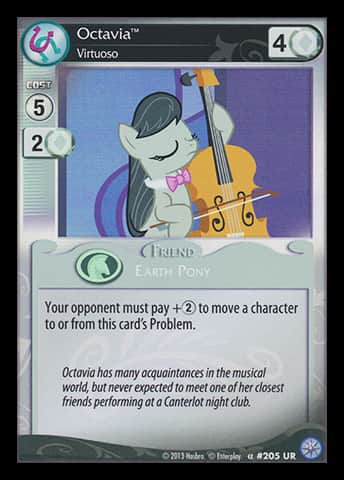 Octavia™
Virtuoso
4
COST
5
2
FRIEND
EARTH PONY
Your opponent must pay +② to move a character
to or from this card's Problem.
Octavia has many acquaintances in the musical
world, but never expected to meet one of her closest
friends performing at a Canterlot night club.
© 2013 Hasbro. © Enterplay. α #205 UR